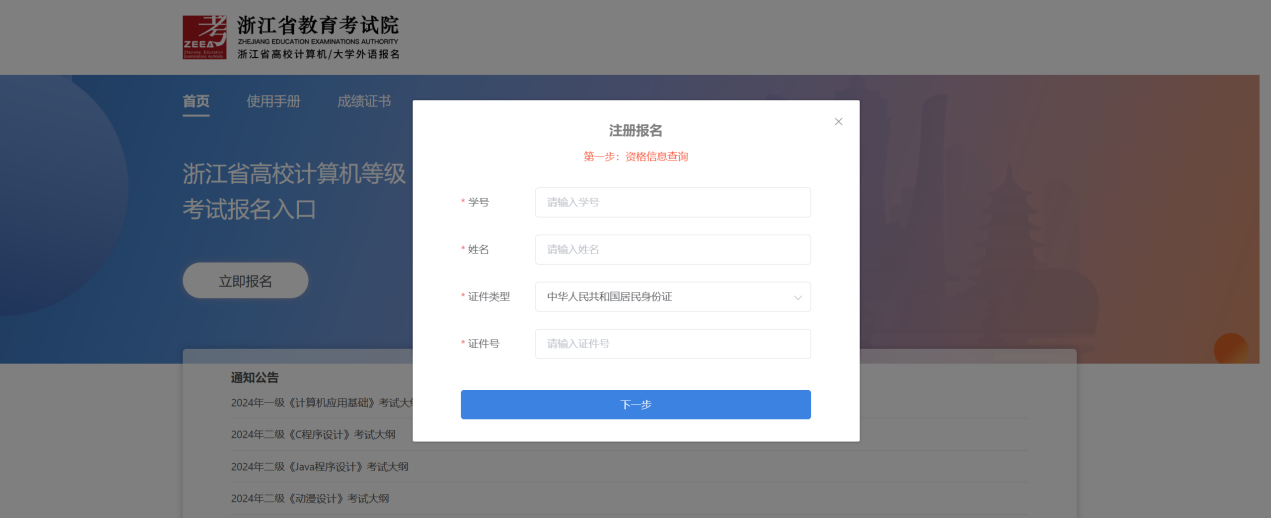 浙江省教育考试院
ZEEA
ZHEJIANG EDUCATION EXAMINATIONS AUTHORITY
浙江省高校计算机/大学外语报名
首页 使用手册 成绩证书
浙江省高校计算机等级
考试报名入口
立即报名
注册报名
第一步：资格信息查询
* 学号 请输入学号
* 姓名 请输入姓名
* 证件类型 中华人民共和国居民身份证
* 证件号 请输入证件号
下一步
通知公告
2024年一级《计算机应用基础》考试大
2024年二级《C程序设计》考试大纲
2024年二级《Java程序设计》考试大纲
2024年二级《动漫设计》考试大纲